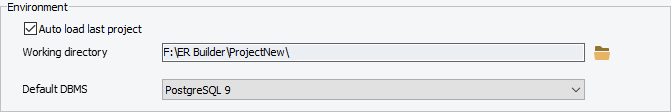 Environment
Auto load last project
Working directory F:\ER Builder\ProjectNew\
Default DBMS PostgreSQL 9